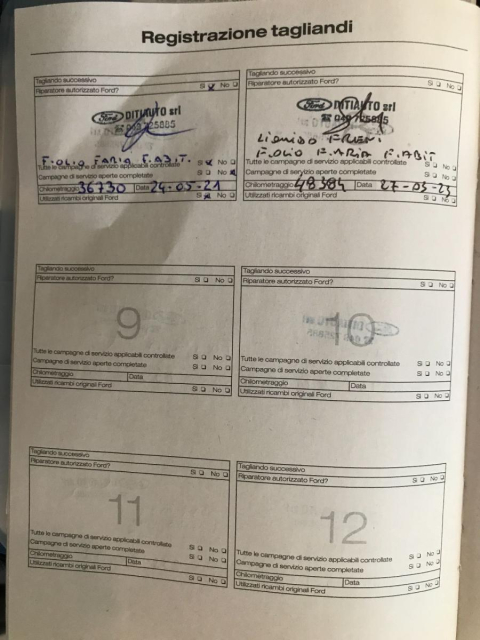 Registrazione tagliandi
Tagliando successivo
Riparatore autorizzato Ford? Sì No
Ford DITIAUTO srl
F.OLIO F.ARIA F.ABIT.
Tutte le campagne di servizio applicabili controllate Sì No
Campagne di servizio aperte completate Sì No
Chilometraggio 36730 Data 24-05-21
Utilizzati ricambi originali Ford Sì No
Tagliando successivo
Riparatore autorizzato Ford? Sì No
Ford DITIAUTO srl
LIQUIDO FRENI
F.OLIO F.ARIA F.ABIT
Tutte le campagne di servizio applicabili controllate Sì No
Campagne di servizio aperte completate Sì No
Chilometraggio 48384 Data 27-03-23
Utilizzati ricambi originali Ford Sì No
Tagliando successivo
Riparatore autorizzato Ford? Sì No
9
Tutte le campagne di servizio applicabili controllate Sì No
Campagne di servizio aperte completate Sì No
Chilometraggio Data
Utilizzati ricambi originali Ford Sì No
Tagliando successivo
Riparatore autorizzato Ford? Sì No
10
Tutte le campagne di servizio applicabili controllate Sì No
Campagne di servizio aperte completate Sì No
Chilometraggio Data
Utilizzati ricambi originali Ford Sì No
Tagliando successivo
Riparatore autorizzato Ford? Sì No
11
Tutte le campagne di servizio applicabili controllate Sì No
Campagne di servizio aperte completate Sì No
Chilometraggio Data
Utilizzati ricambi originali Ford Sì No
Tagliando successivo
Riparatore autorizzato Ford? Sì No
12
Tutte le campagne di servizio applicabili controllate Sì No
Campagne di servizio aperte completate Sì No
Chilometraggio Data
Utilizzati ricambi originali Ford Sì No